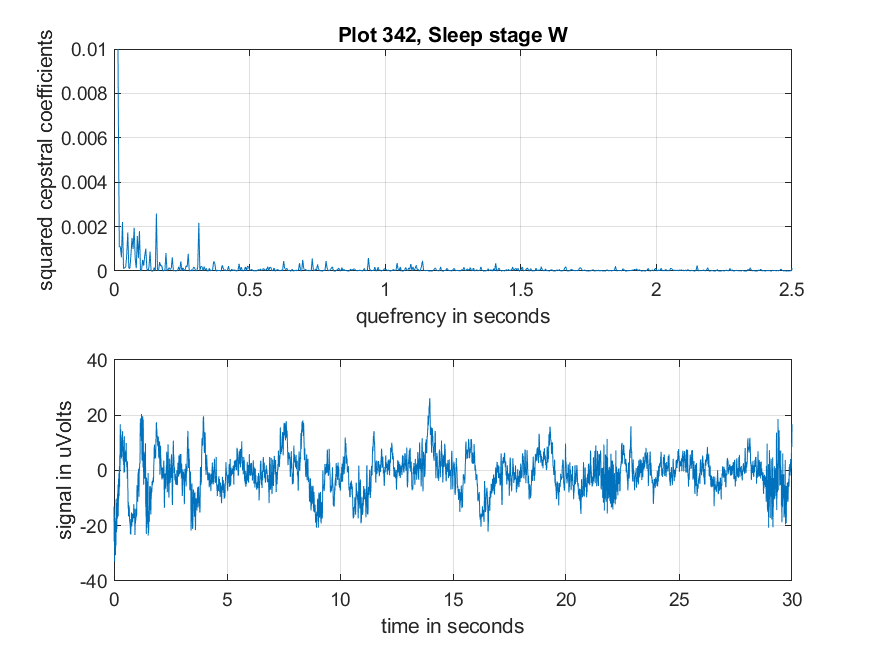 Plot 342, Sleep stage W
squared cepstral coefficients
0.01
0.008
0.006
0.004
0.002
0
0 0.5 1 1.5 2 2.5
quefrency in seconds
signal in uVolts
40
20
0
-20
-40
0 5 10 15 20 25 30
time in seconds